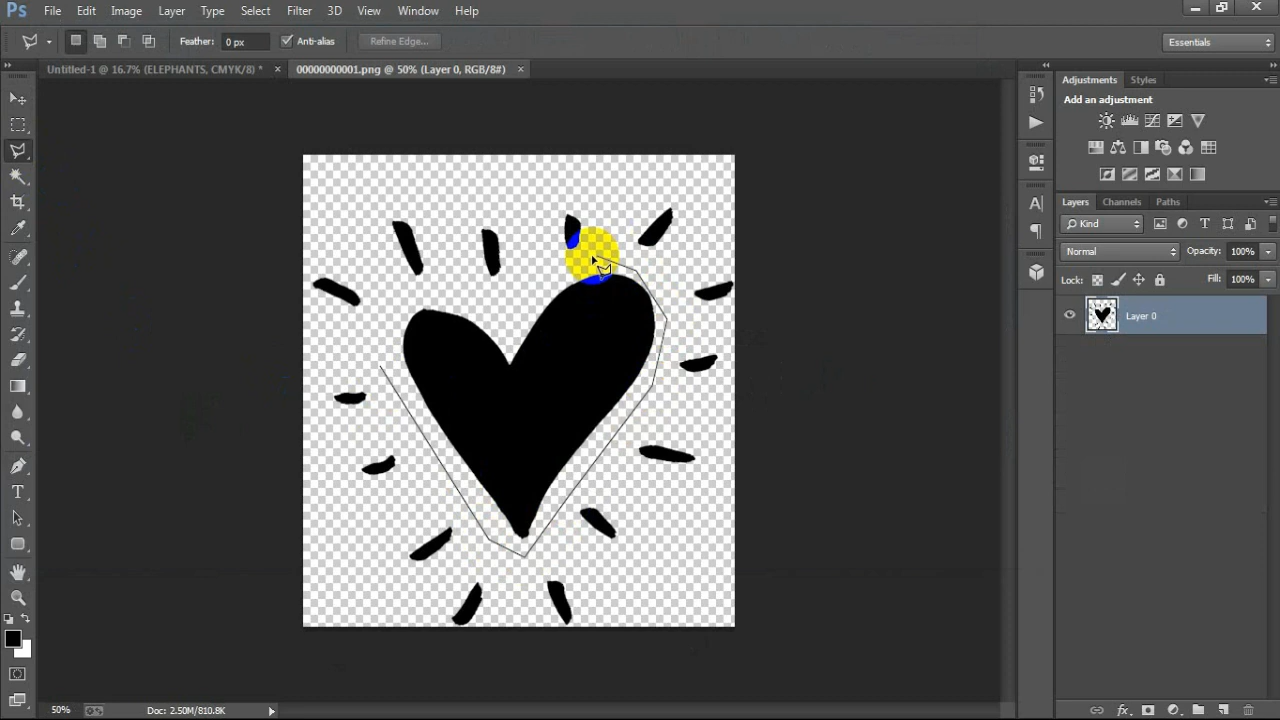 Ps File Edit Image Layer Type Select Filter 3D View Window Help
Feather: 0 px Anti-alias Refine Edge... Essentials
Untitled-1 @ 16.7% (ELEPHANTS, CMYK/8) * × 00000000001.png @ 50% (Layer 0, RGB/8#) ×
Adjustments Styles
Add an adjustment
Layers Channels Paths
Kind
Normal Opacity: 100%
Lock: Fill: 100%
Layer 0
50% Doc: 2.50M/810.8K